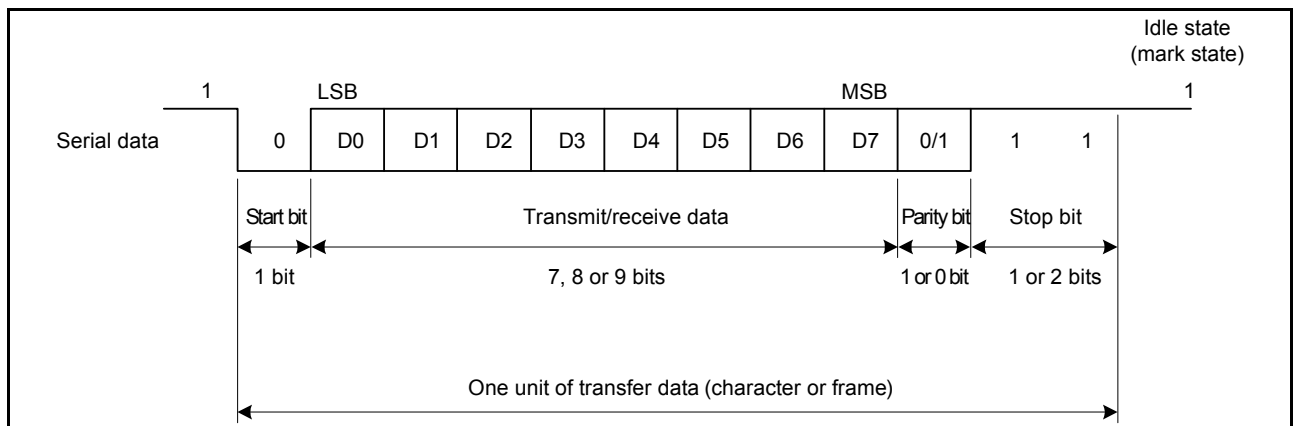 Idle state
(mark state)
1 LSB MSB 1
Serial data 0 D0 D1 D2 D3 D4 D5 D6 D7 0/1 1 1
Start bit Transmit/receive data Parity bit Stop bit
1 bit 7, 8 or 9 bits 1 or 0 bit 1 or 2 bits
One unit of transfer data (character or frame)